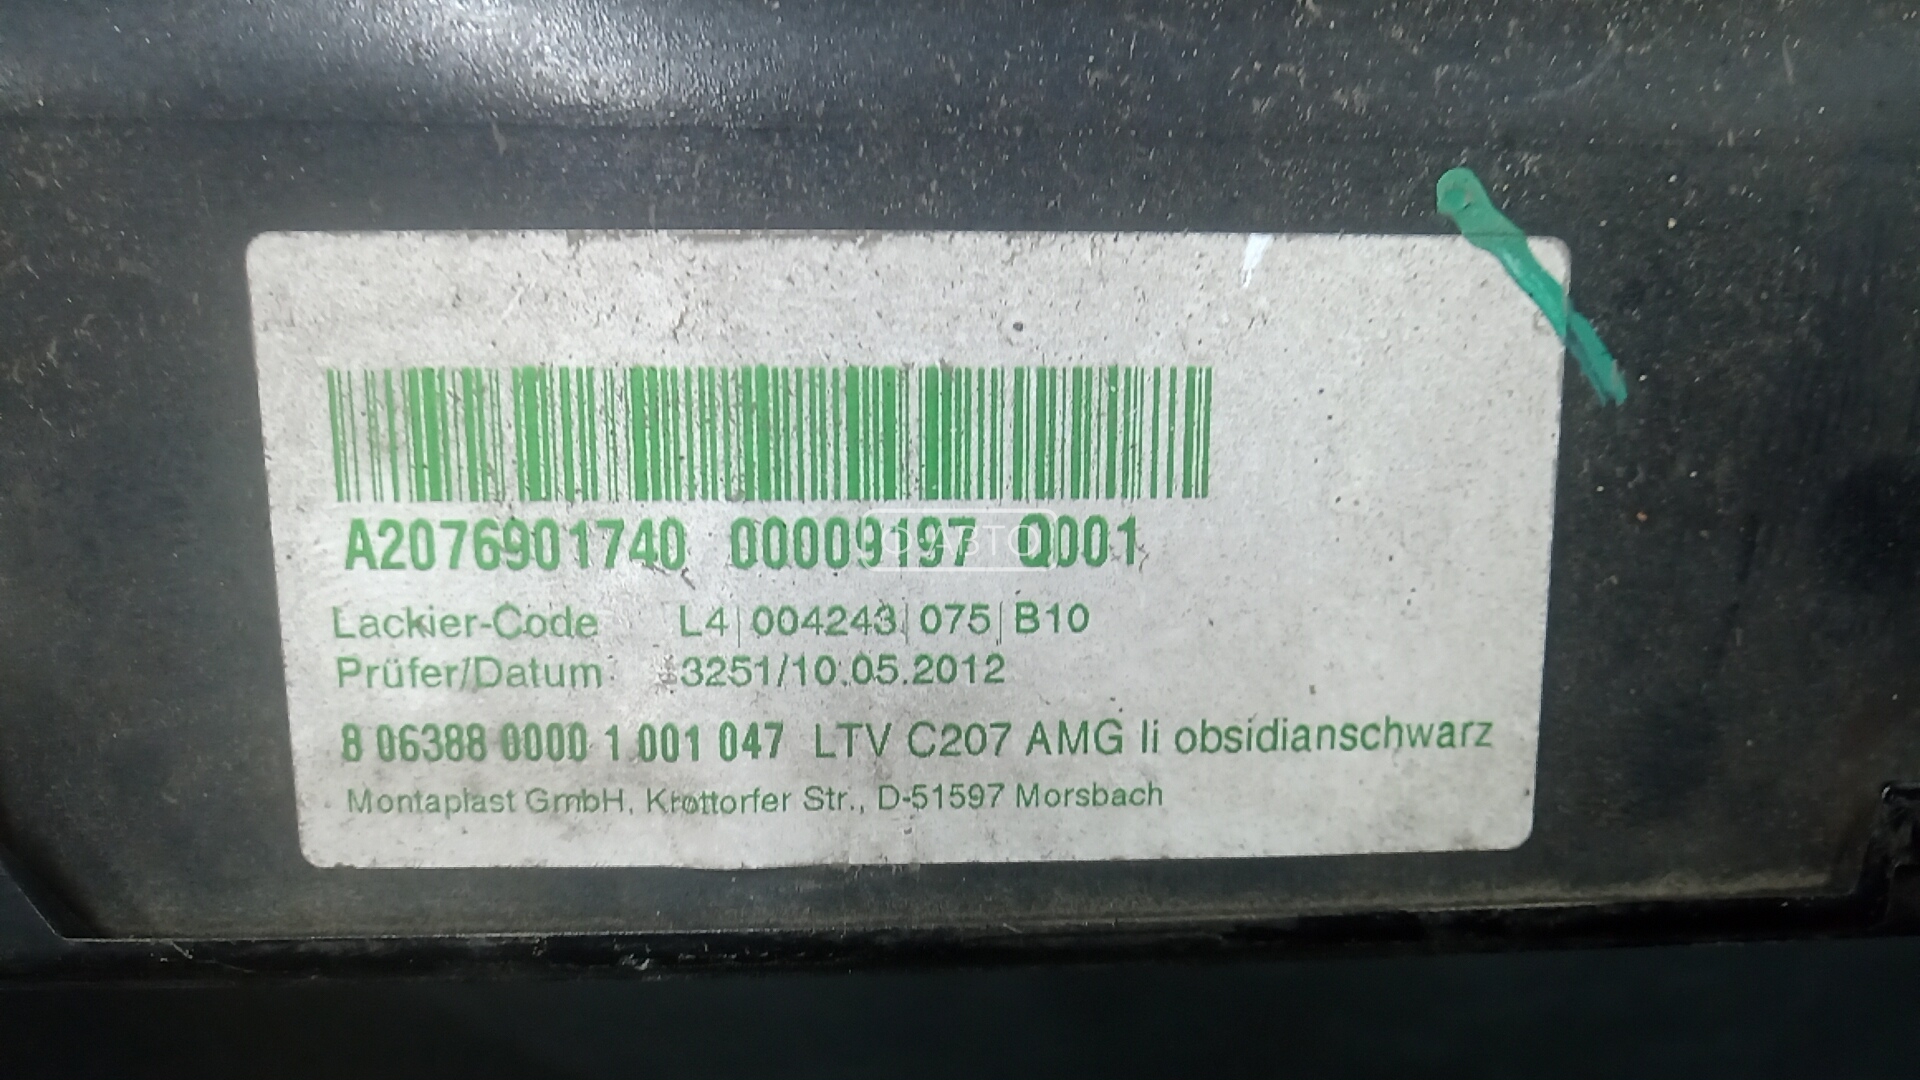 A2076901740 00009197 Q001
Lackier-Code L4|004243|075|B10
Prüfer/Datum 3251/10.05.2012
8 06388 0000 1 001 047 LTV C207 AMG li obsidianschwarz
Montaplast GmbH, Krottorfer Str., D-51597 Morsbach